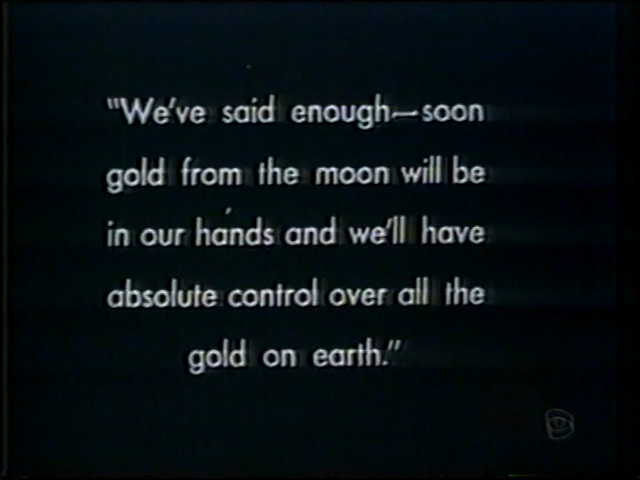 "We've said enough—soon
gold from the moon will be
in our hands and we'll have
absolute control over all the
gold on earth."